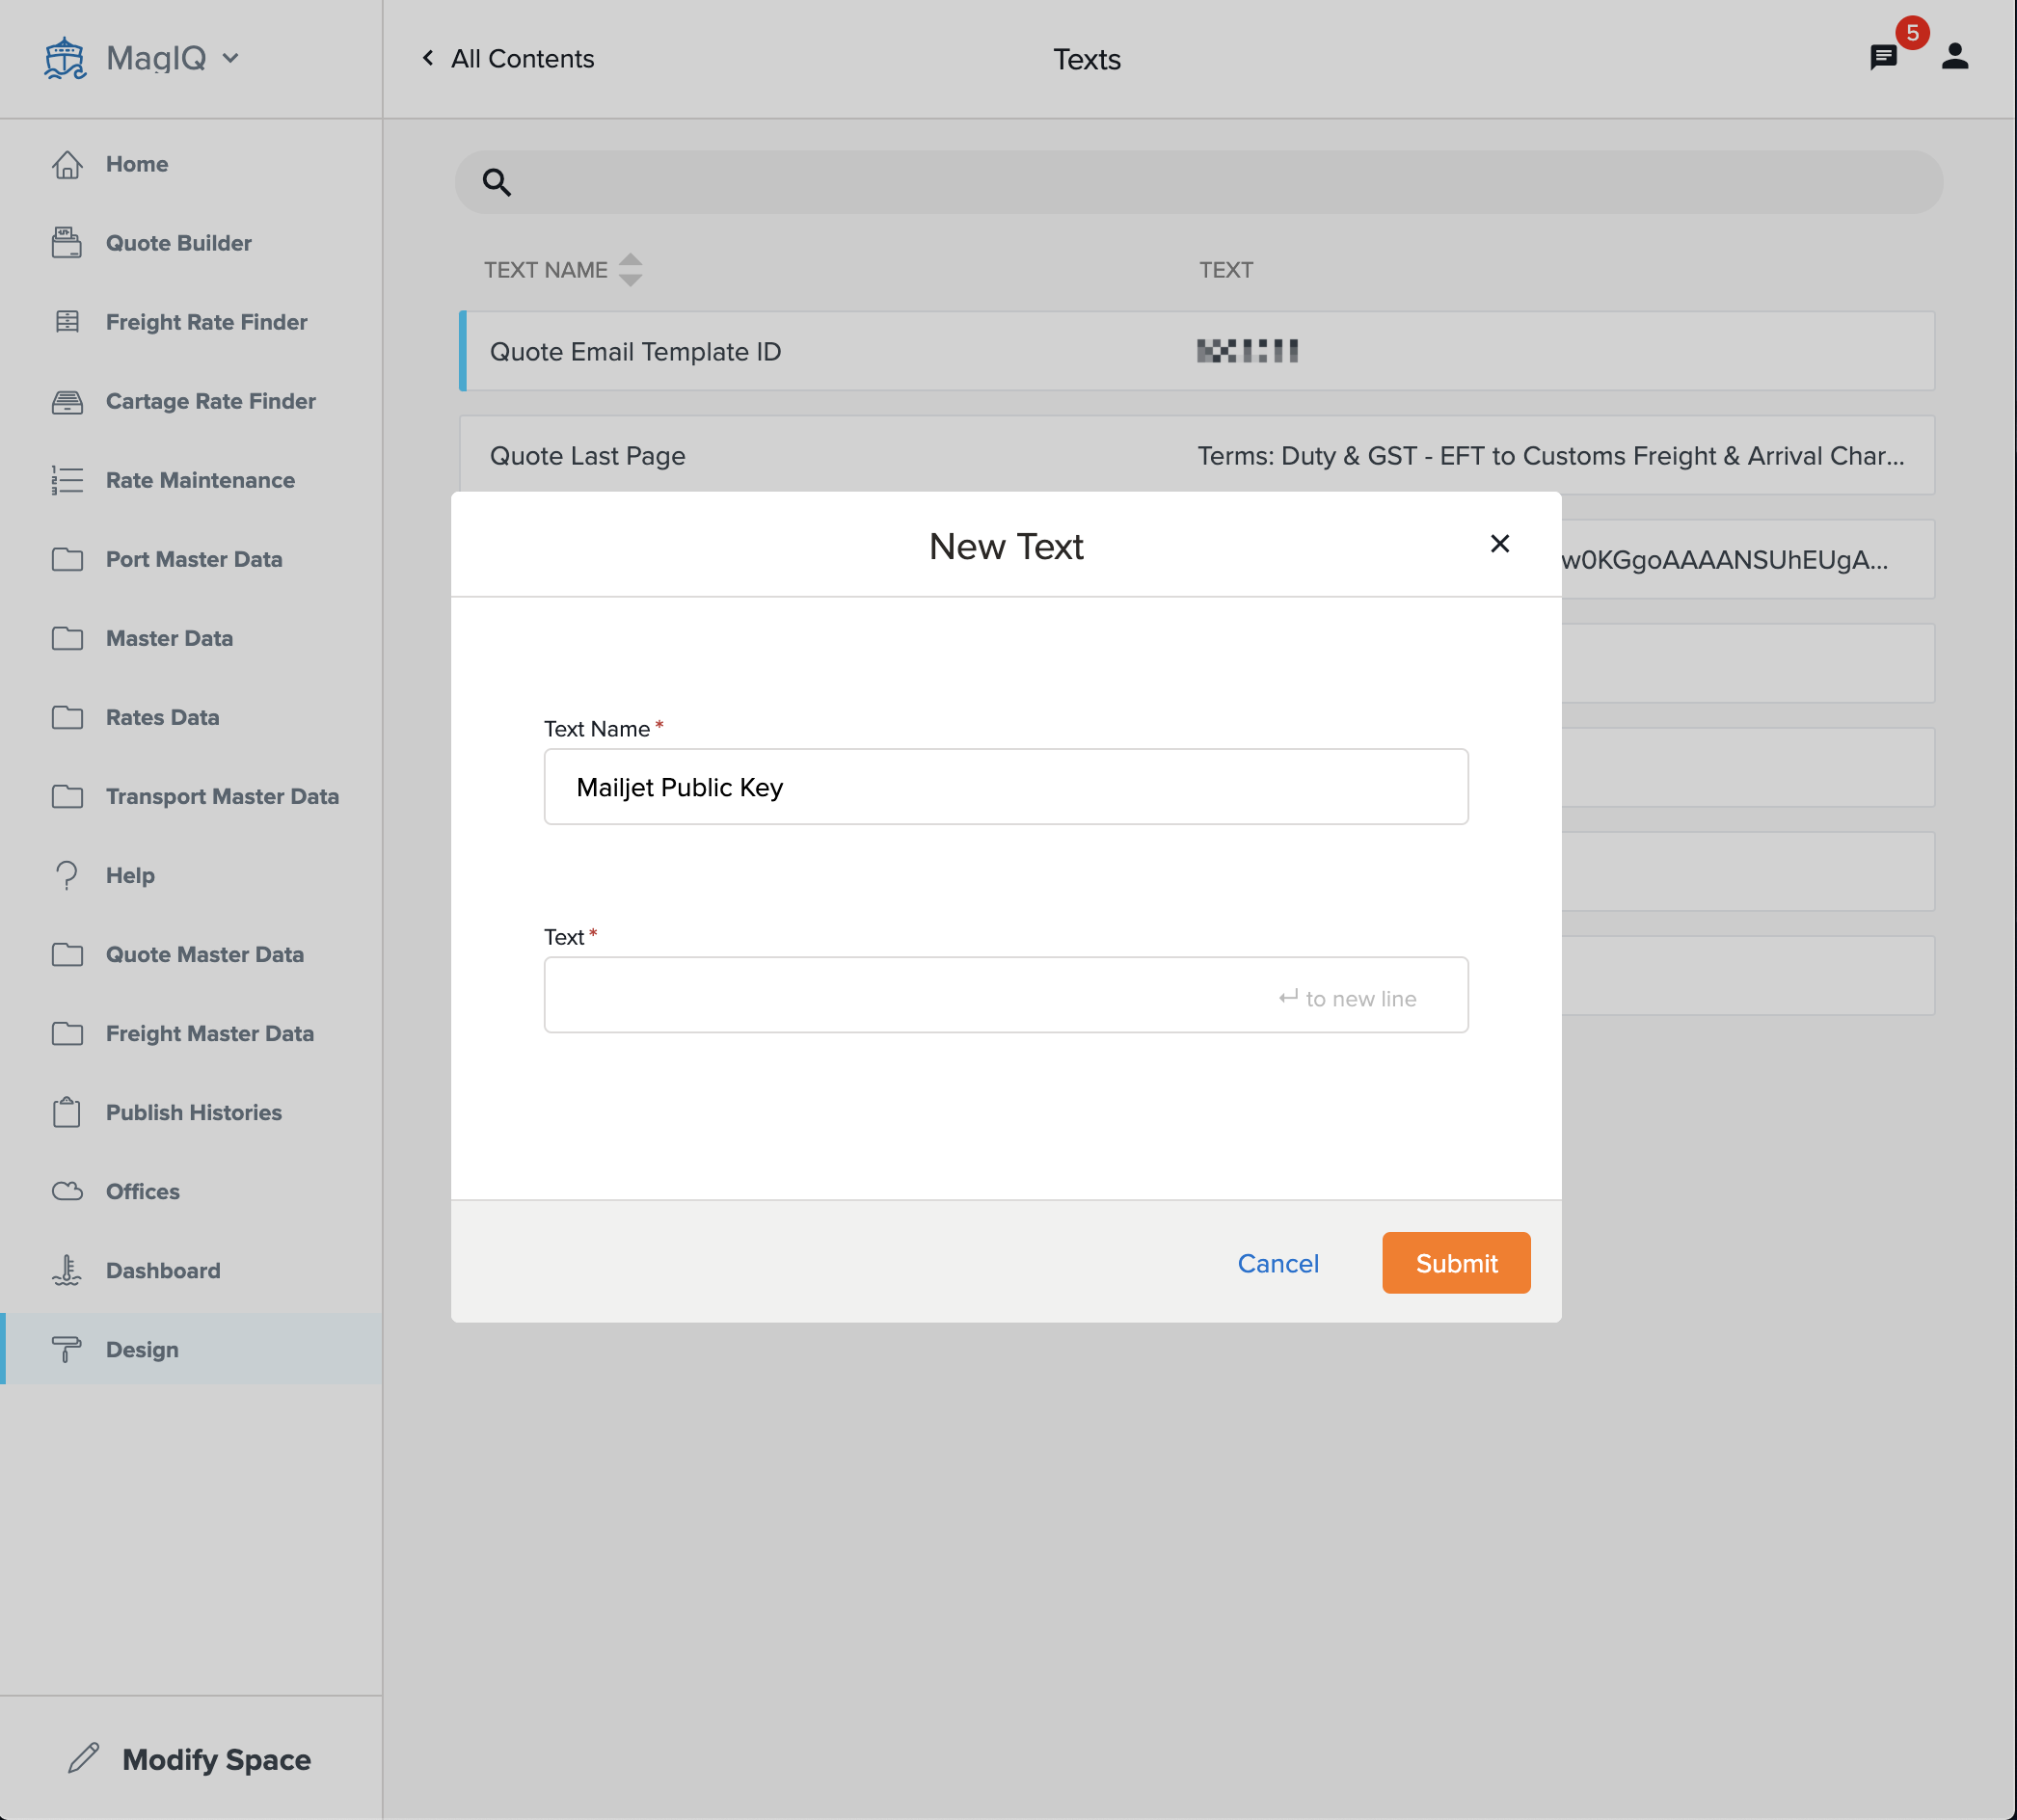 MagIQ
All Contents
Texts
5
Home
Quote Builder
Freight Rate Finder
Cartage Rate Finder
Rate Maintenance
Port Master Data
Master Data
Rates Data
Transport Master Data
Help
Quote Master Data
Freight Master Data
Publish Histories
Offices
Dashboard
Design
Modify Space
TEXT NAME
TEXT
Quote Email Template ID
Quote Last Page
Terms: Duty & GST - EFT to Customs Freight & Arrival Char...
w0KGgoAAAANSUhEUgA...
New Text
Text Name *
Mailjet Public Key
Text *
↵ to new line
Cancel
Submit